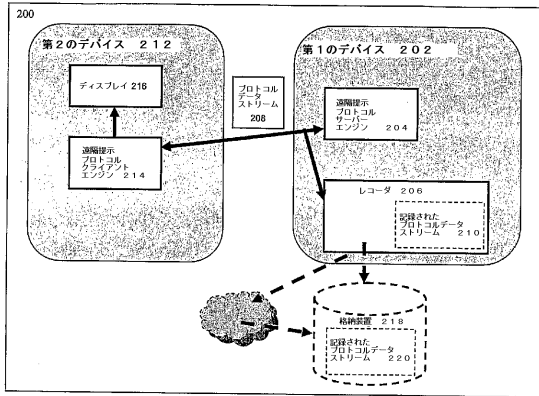 200
第2のデバイス 212
ディスプレイ 216
遠隔提示
プロトコル
クライアント
エンジン 214
プロトコル
データ
ストリーム
208
第1のデバイス 202
遠隔提示
プロトコル
サーバー
エンジン 204
レコーダ 206
記録された
プロトコルデータ
ストリーム 210
格納装置 218
記録された
プロトコルデータ
ストリーム 220